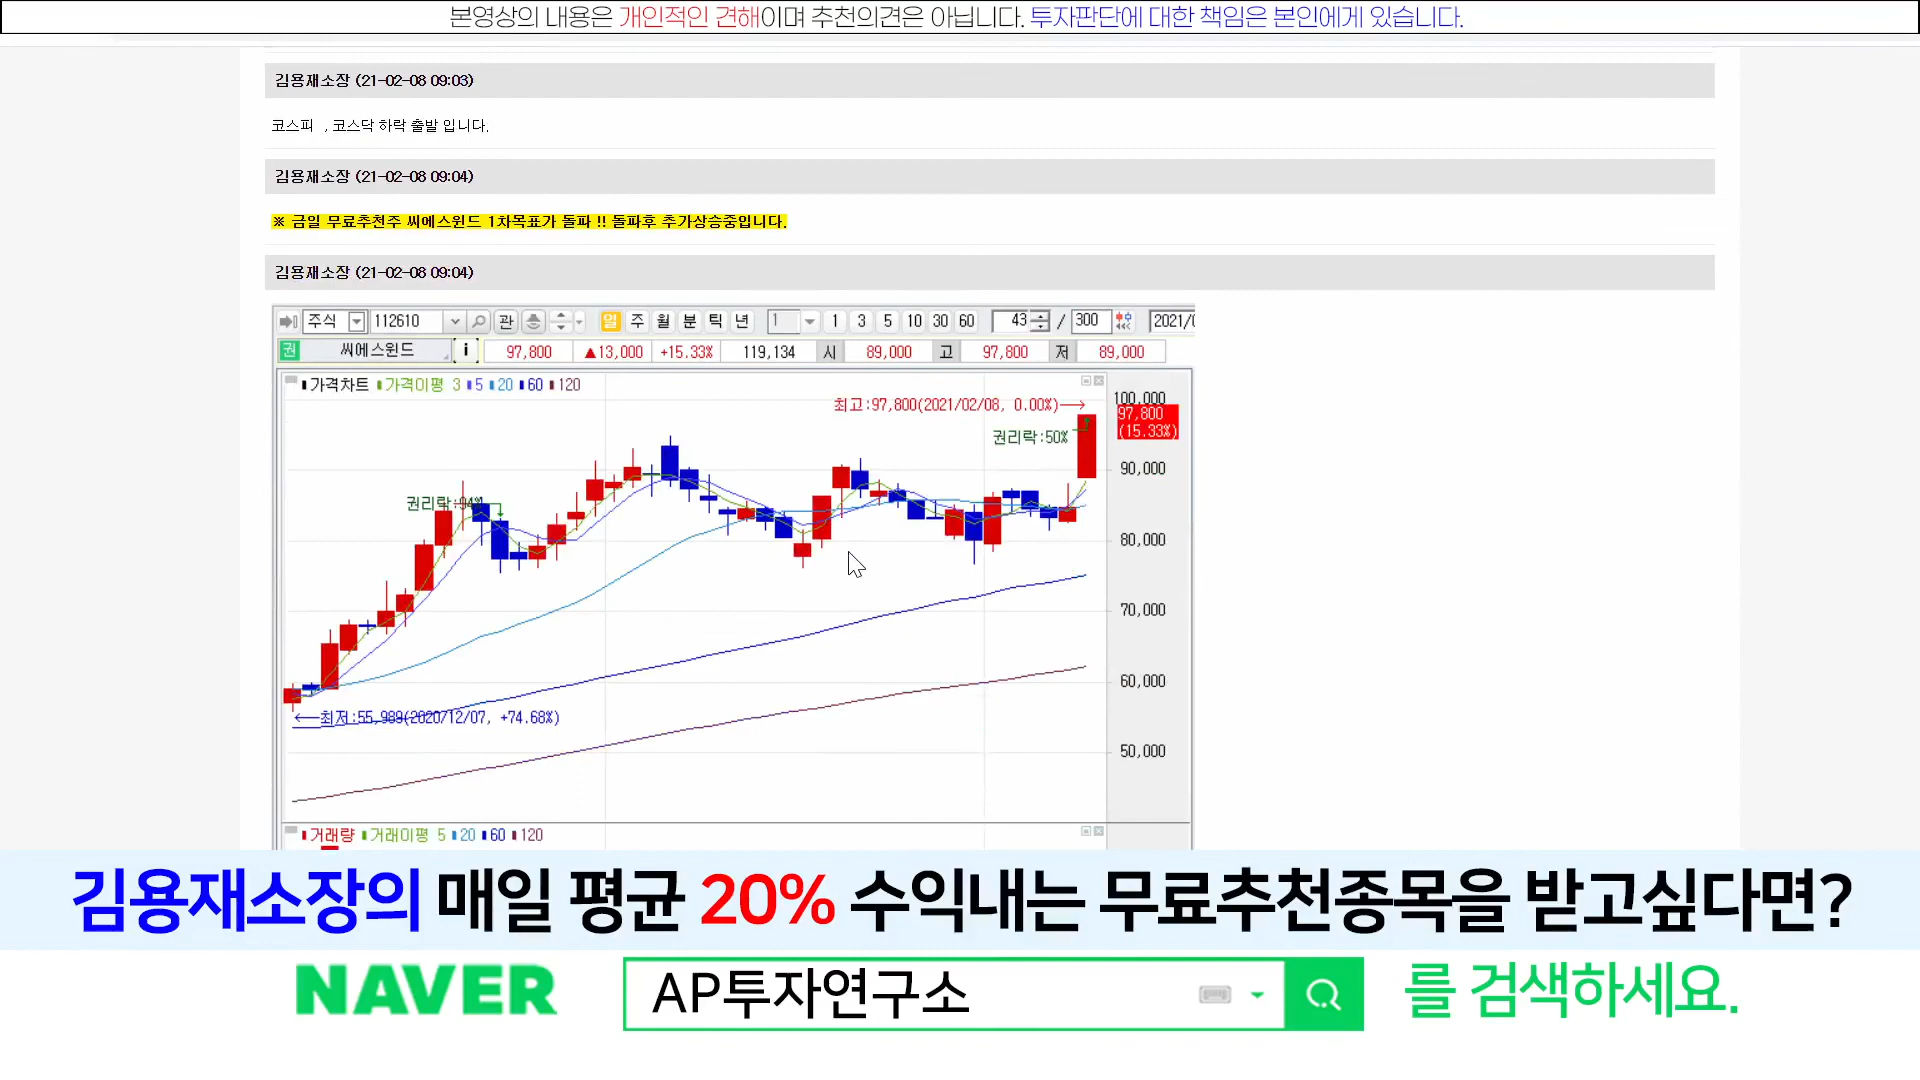 본영상의 내용은 개인적인 견해이며 추천의견은 아닙니다. 투자판단에 대한 책임은 본인에게 있습니다.
김용재소장 (21-02-08 09:03)
코스피 , 코스닥 하락 출발 입니다.
김용재소장 (21-02-08 09:04)
※ 금일 무료추천주 씨에스윈드 1차목표가 돌파 !! 돌파후 추가상승중입니다.
김용재소장 (21-02-08 09:04)
주식 112610 관 일 주 월 분 틱 년 1 1 3 5 10 30 60 43 / 300 2021/0
권 씨에스윈드 i 97,800 ▲13,000 +15.33% 119,134 시 89,000 고 97,800 저 89,000
가격차트 가격이평 3 5 20 60 120
최고:97,800(2021/02/08, 0.00%)→ 100,000
97,800
(15.33%)
권리락:50%
90,000
권리락:94%
80,000
70,000
60,000
←최저:55,989(2020/12/07, +74.68%)
50,000
거래량 거래이평 5 20 60 120
김용재소장의 매일 평균 20% 수익내는 무료추천종목을 받고싶다면?
NAVER AP투자연구소 를 검색하세요.